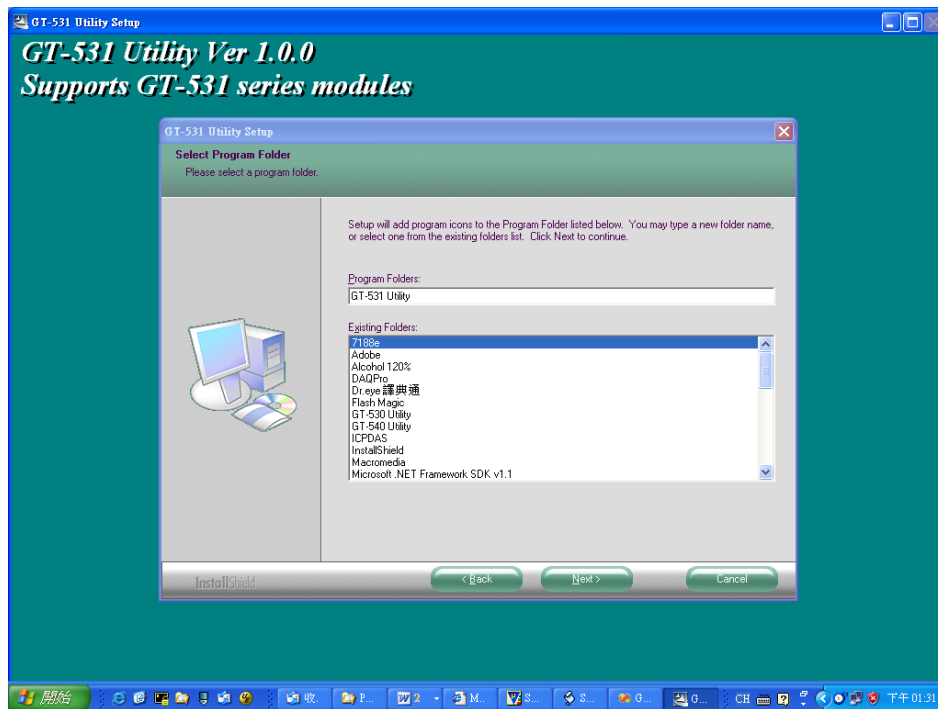 GT-531 Utility Setup
GT-531 Utility Ver 1.0.0
Supports GT-531 series modules
GT-531 Utility Setup
Select Program Folder
Please select a program folder.
Setup will add program icons to the Program Folder listed below. You may type a new folder name,
or select one from the existing folders list. Click Next to continue.
Program Folders:
GT-531 Utility
Existing Folders:
7188e
Adobe
Alcohol 120%
DAQPro
Dr.eye 譯典通
Flash Magic
GT-530 Utility
GT-540 Utility
ICPDAS
InstallShield
Macromedia
Microsoft .NET Framework SDK v1.1
InstallShield
< Back
Next >
Cancel
開始
收.
P...
2
M..
S...
S...
G...
G...
CH
下午 01:31